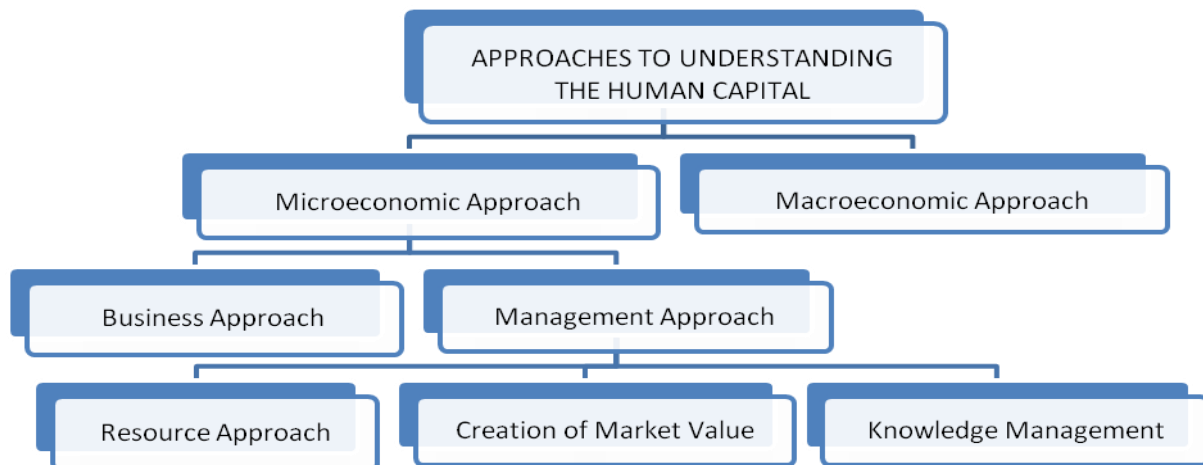 APPROACHES TO UNDERSTANDING
THE HUMAN CAPITAL
Microeconomic Approach
Macroeconomic Approach
Business Approach
Management Approach
Resource Approach
Creation of Market Value
Knowledge Management